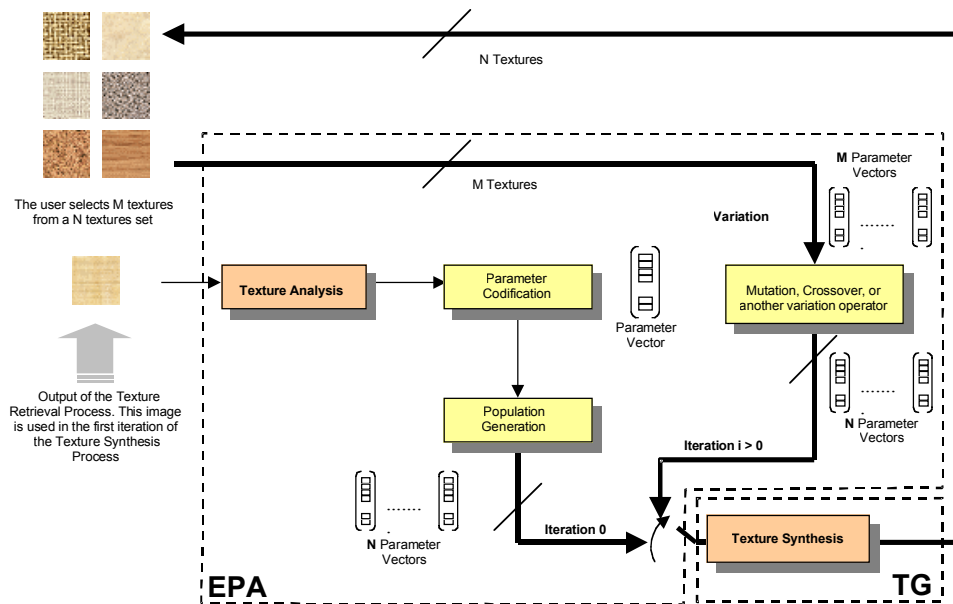 N Textures
M Textures
The user selects M textures
from a N textures set
M Parameter
Vectors
........
Variation
Texture Analysis
Parameter
Codification
Parameter
Vector
Mutation, Crossover, or
another variation operator
Output of the Texture
Retrieval Process. This image
is used in the first iteration of
the Texture Synthesis
Process
Population
Generation
........
N Parameter
Vectors
Iteration i > 0
........
N Parameter
Vectors
Iteration 0
Texture Synthesis
EPA
TG